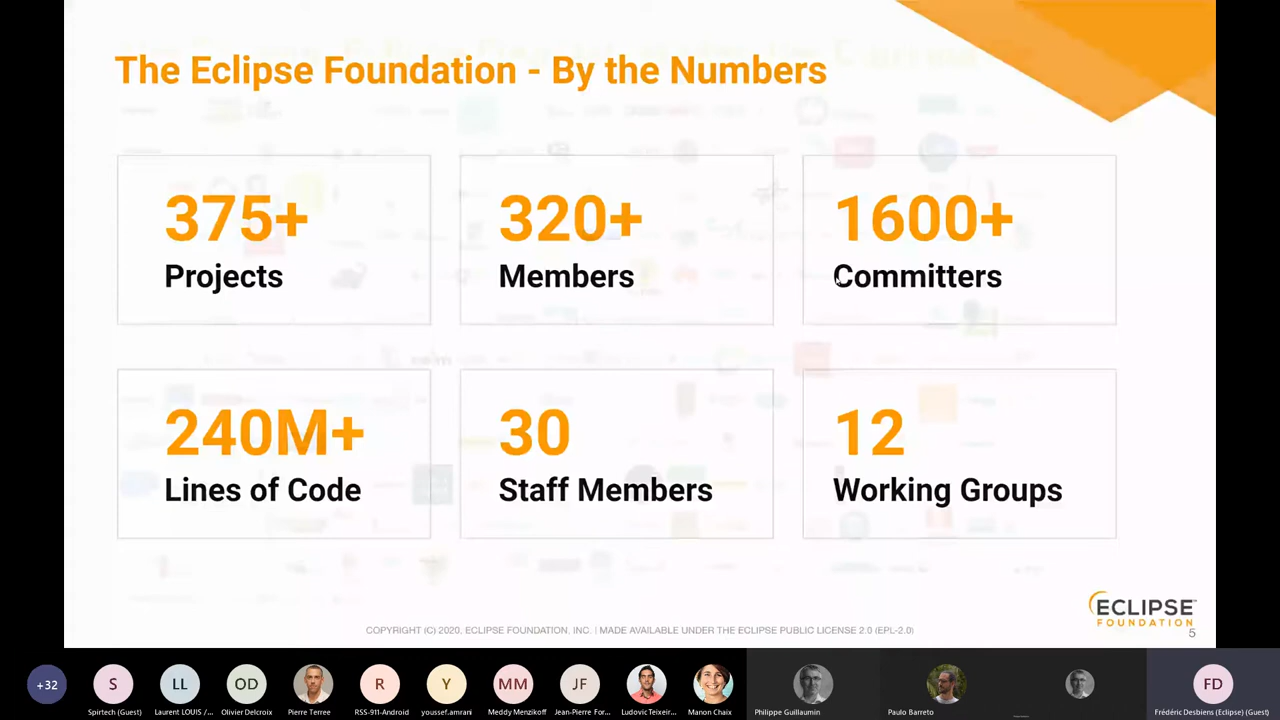 The Eclipse Foundation - By the Numbers
375+
Projects
320+
Members
1600+
Committers
240M+
Lines of Code
30
Staff Members
12
Working Groups
ECLIPSE
FOUNDATION
COPYRIGHT (C) 2020, ECLIPSE FOUNDATION, INC. | MADE AVAILABLE UNDER THE ECLIPSE PUBLIC LICENSE 2.0 (EPL-2.0)
5
+32
S
LL
OD
R
Y
MM
JF
FD
Spirtech (Guest)
Laurent LOUIS /...
Olivier Delcroix
Pierre Terree
RSS-911-Android
youssef.amrani
Meddy Menzikoff
Jean-Pierre For...
Ludovic Teixeir...
Manon Chaix
Philippe Guillaumin
Paulo Barreto
Frédéric Desbiens (Eclipse) (Guest)